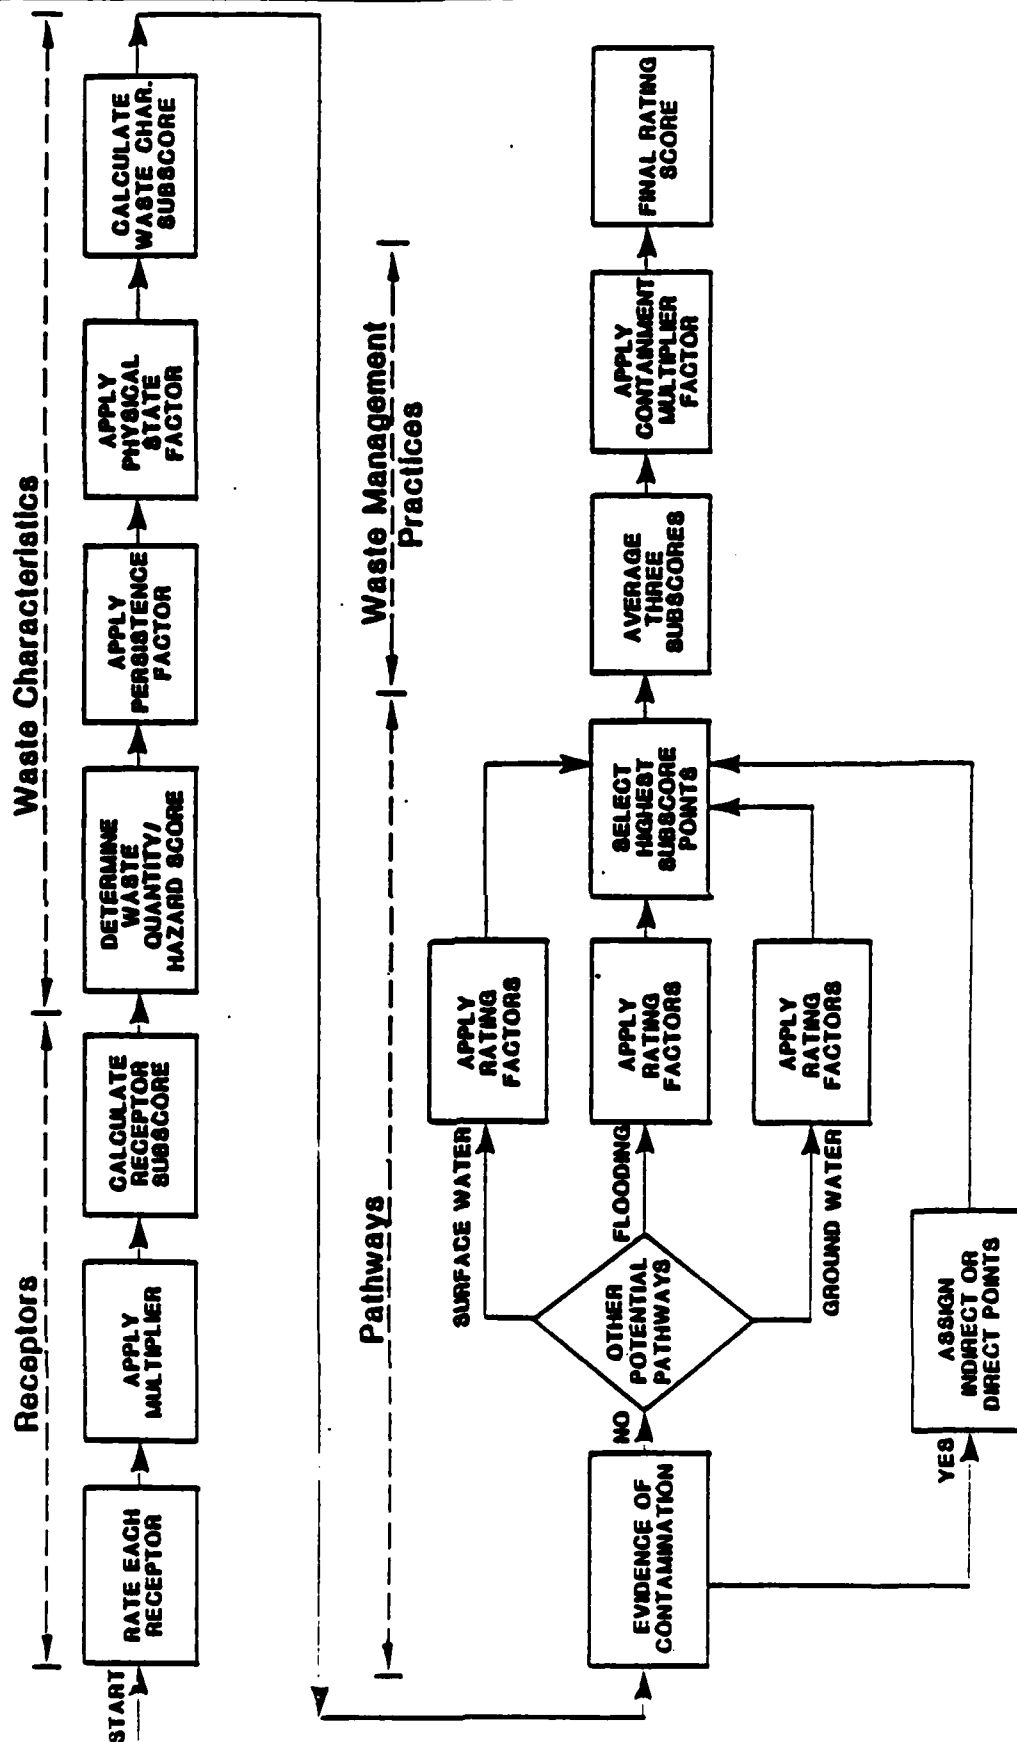 Receptors
Waste Characteristics
START
RATE EACH
RECEPTOR
APPLY
MULTIPLIER
CALCULATE
RECEPTOR
SUBSCORE
DETERMINE
WASTE
QUANTITY/
HAZARD SCORE
APPLY
PERSISTENCE
FACTOR
APPLY
PHYSICAL
STATE
FACTOR
CALCULATE
WASTE CHAR.
SUBSCORE
Pathways
Waste Management
Practices
EVIDENCE OF
CONTAMINATION
NO
YES
OTHER
POTENTIAL
PATHWAYS
SURFACE WATER
FLOODING
GROUND WATER
APPLY
RATING
FACTORS
APPLY
RATING
FACTORS
APPLY
RATING
FACTORS
ASSIGN
INDIRECT OR
DIRECT POINTS
SELECT
HIGHEST
SUBSCORE
POINTS
AVERAGE
THREE
SUBSCORES
APPLY
CONTAINMENT
MULTIPLIER
FACTOR
FINAL RATING
SCORE